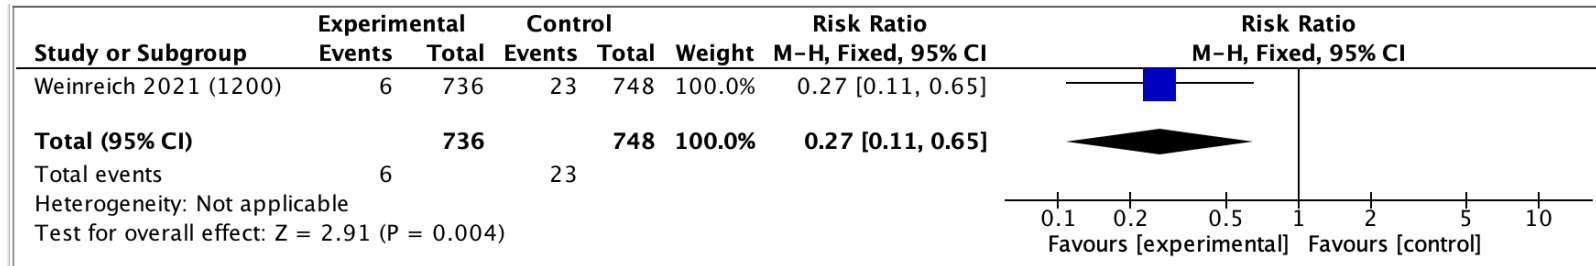 Experimental Control Risk Ratio Risk Ratio
Study or Subgroup Events Total Events Total Weight M-H, Fixed, 95% CI M-H, Fixed, 95% CI
Weinreich 2021 (1200) 6 736 23 748 100.0% 0.27 [0.11, 0.65]
Total (95% CI) 736 748 100.0% 0.27 [0.11, 0.65]
Total events 6 23
Heterogeneity: Not applicable
Test for overall effect: Z = 2.91 (P = 0.004)
0.1 0.2 0.5 1 2 5 10
Favours [experimental] Favours [control]